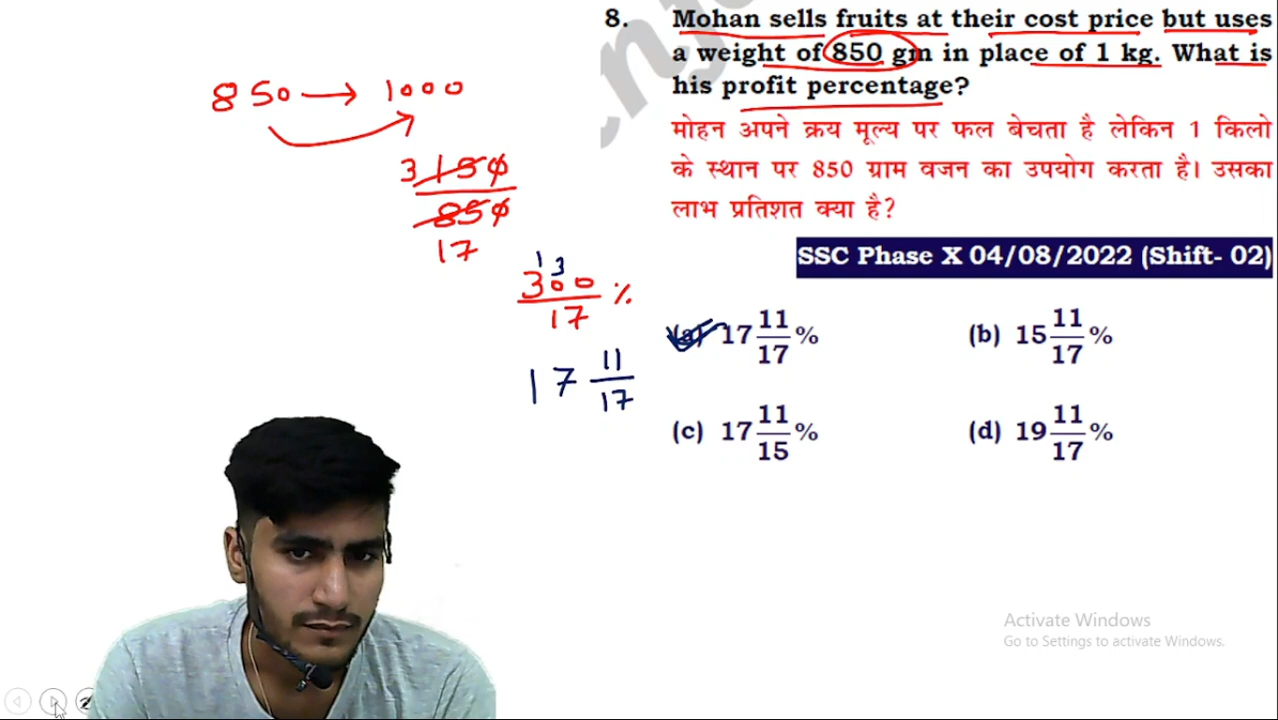 8. Mohan sells fruits at their cost price but uses
a weight of 850 gm in place of 1 kg. What is
his profit percentage?
मोहन अपने क्रय मूल्य पर फल बेचता है लेकिन 1 किलो
के स्थान पर 850 ग्राम वजन का उपयोग करता है। उसका
लाभ प्रतिशत क्या है?
SSC Phase X 04/08/2022 (Shift- 02)
(a) 17 11/17 % (b) 15 11/17 %
(c) 17 11/15 % (d) 19 11/17 %
850 → 1000
3 150
850
17
1 3
300 %
17
17 11/17
Activate Windows
Go to Settings to activate Windows.